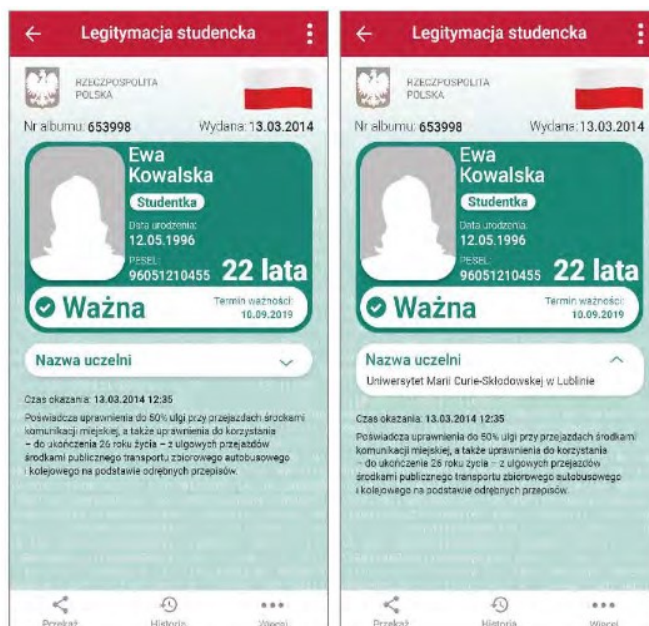 Legitymacja studencka
RZECZPOSPOLITA
POLSKA
Nr albumu: 653998 Wydana: 13.03.2014
Ewa
Kowalska
Studentka
Data urodzenia:
12.05.1996
PESEL:
96051210455 22 lata
Ważna
Termin ważności:
10.09.2019
Nazwa uczelni
Czas okazania: 13.03.2014 12:35
Poświadcza uprawnienia do 50% ulgi przy przejazdach środkami
komunikacji miejskiej, a także uprawnienia do korzystania
– do ukończenia 26 roku życia – z ulgowych przejazdów
środkami publicznego transportu zbiorowego autobusowego
i kolejowego na podstawie odrębnych przepisów.
Przekaż Historia Więcej
Legitymacja studencka
RZECZPOSPOLITA
POLSKA
Nr albumu: 653998 Wydana: 13.03.2014
Ewa
Kowalska
Studentka
Data urodzenia:
12.05.1996
PESEL:
96051210455 22 lata
Ważna
Termin ważności:
10.09.2019
Nazwa uczelni
Uniwersytet Marii Curie-Skłodowskej w Lublinie
Czas okazania: 13.03.2014 12:35
Poświadcza uprawnienia do 50% ulgi przy przejazdach środkami
komunikacji miejskiej, a także uprawnienia do korzystania
– do ukończenia 26 roku życia – z ulgowych przejazdów
środkami publicznego transportu zbiorowego autobusowego
i kolejowego na podstawie odrębnych przepisów.
Przekaż Historia Więcej